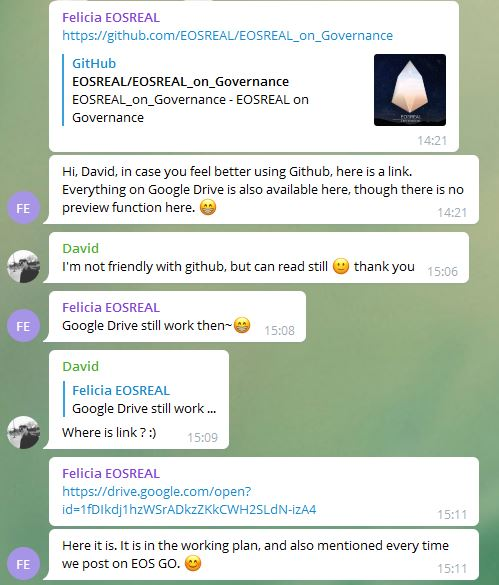 Felicia EOSREAL
https://github.com/EOSREAL/EOSREAL_on_Governance
GitHub
EOSREAL/EOSREAL_on_Governance
EOSREAL_on_Governance - EOSREAL on
Governance
EOSREAL
14:21
Hi, David, in case you feel better using Github, here is a link.
Everything on Google Drive is also available here, though there is no
preview function here. 😁
FE
14:21
David
I'm not friendly with github, but can read still 🙂 thank you
15:06
Felicia EOSREAL
FE
Google Drive still work then~😁
15:08
David
Felicia EOSREAL
Google Drive still work ...
Where is link ? :)
15:09
Felicia EOSREAL
https://drive.google.com/open?
id=1fDIkdj1hzWSrADkzZKkCWH2SLdN-izA4
15:11
Here it is. It is in the working plan, and also mentioned every time
FE
we post on EOS GO. 😊
15:11